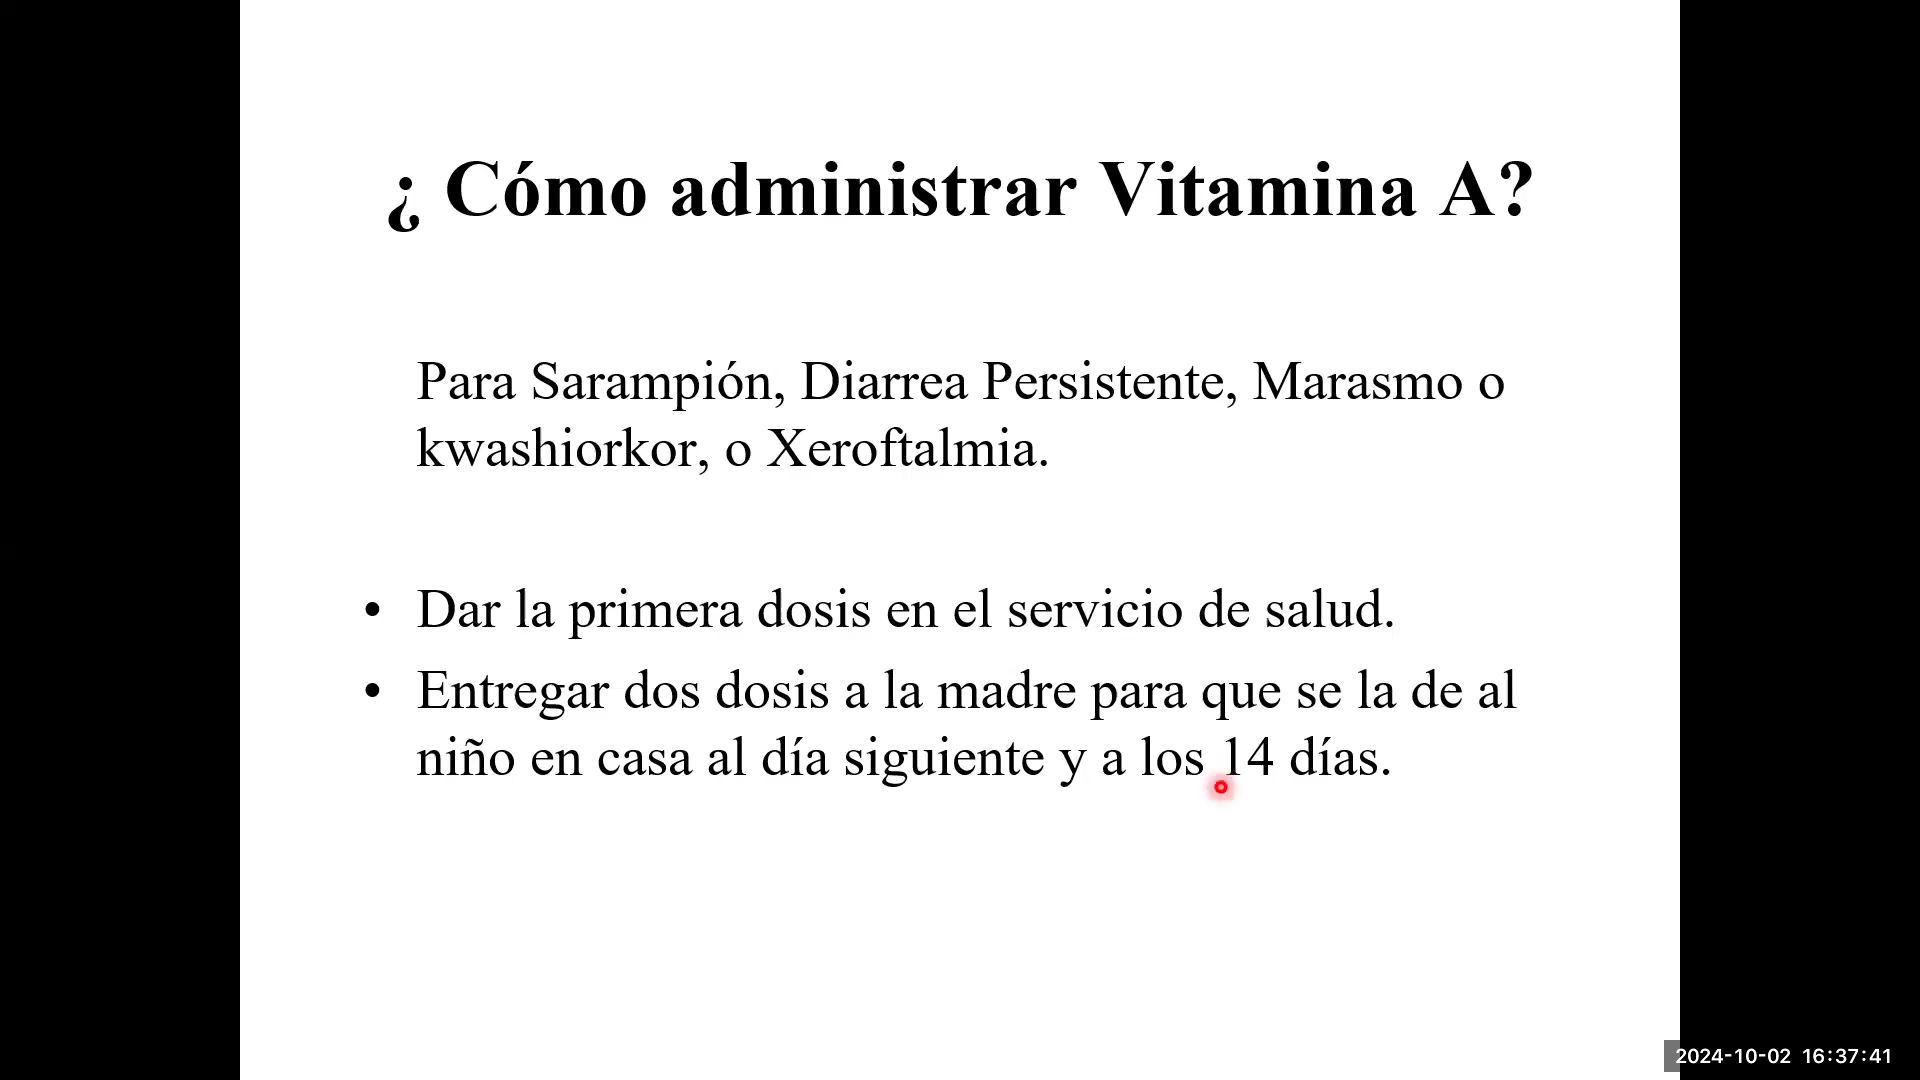 ¿ Cómo administrar Vitamina A?
Para Sarampión, Diarrea Persistente, Marasmo o
kwashiorkor, o Xeroftalmia.
• Dar la primera dosis en el servicio de salud.
• Entregar dos dosis a la madre para que se la de al
niño en casa al día siguiente y a los 14 días.
2024-10-02 16:37:41